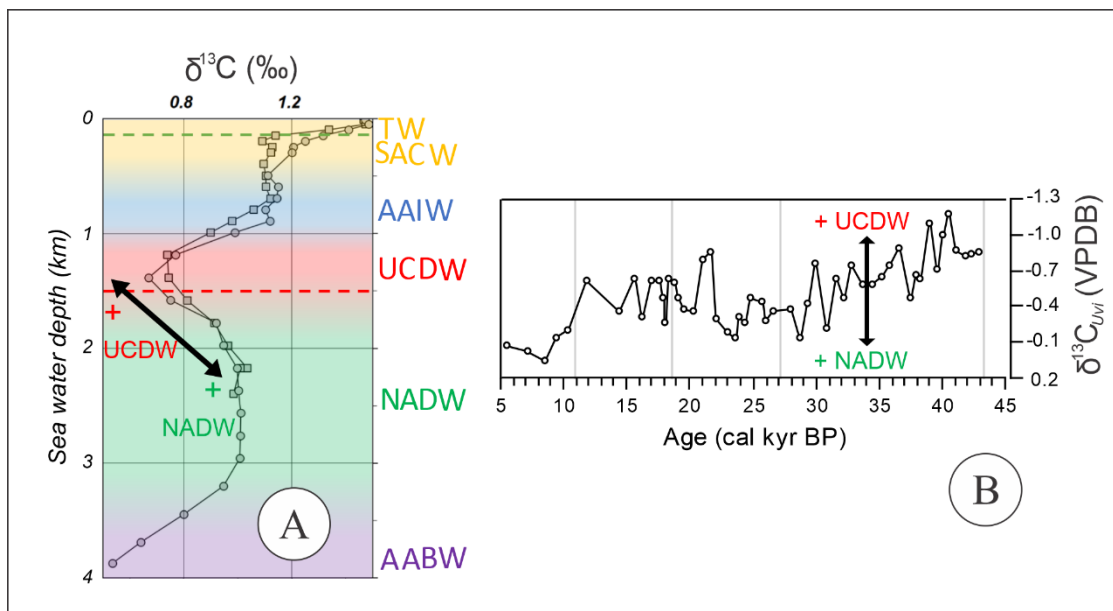 δ¹³C (‰)
0.8 1.2
0
1
2
3
4
Sea water depth (km)
TW
SACW
AAIW
UCDW
NADW
AABW
+
UCDW
+
NADW
A
+ UCDW
+ NADW
-1.3
-1.0
-0.7
-0.4
-0.1
0.2
δ¹³C_Uvi (VPDB)
5 10 15 20 25 30 35 40 45
Age (cal kyr BP)
B